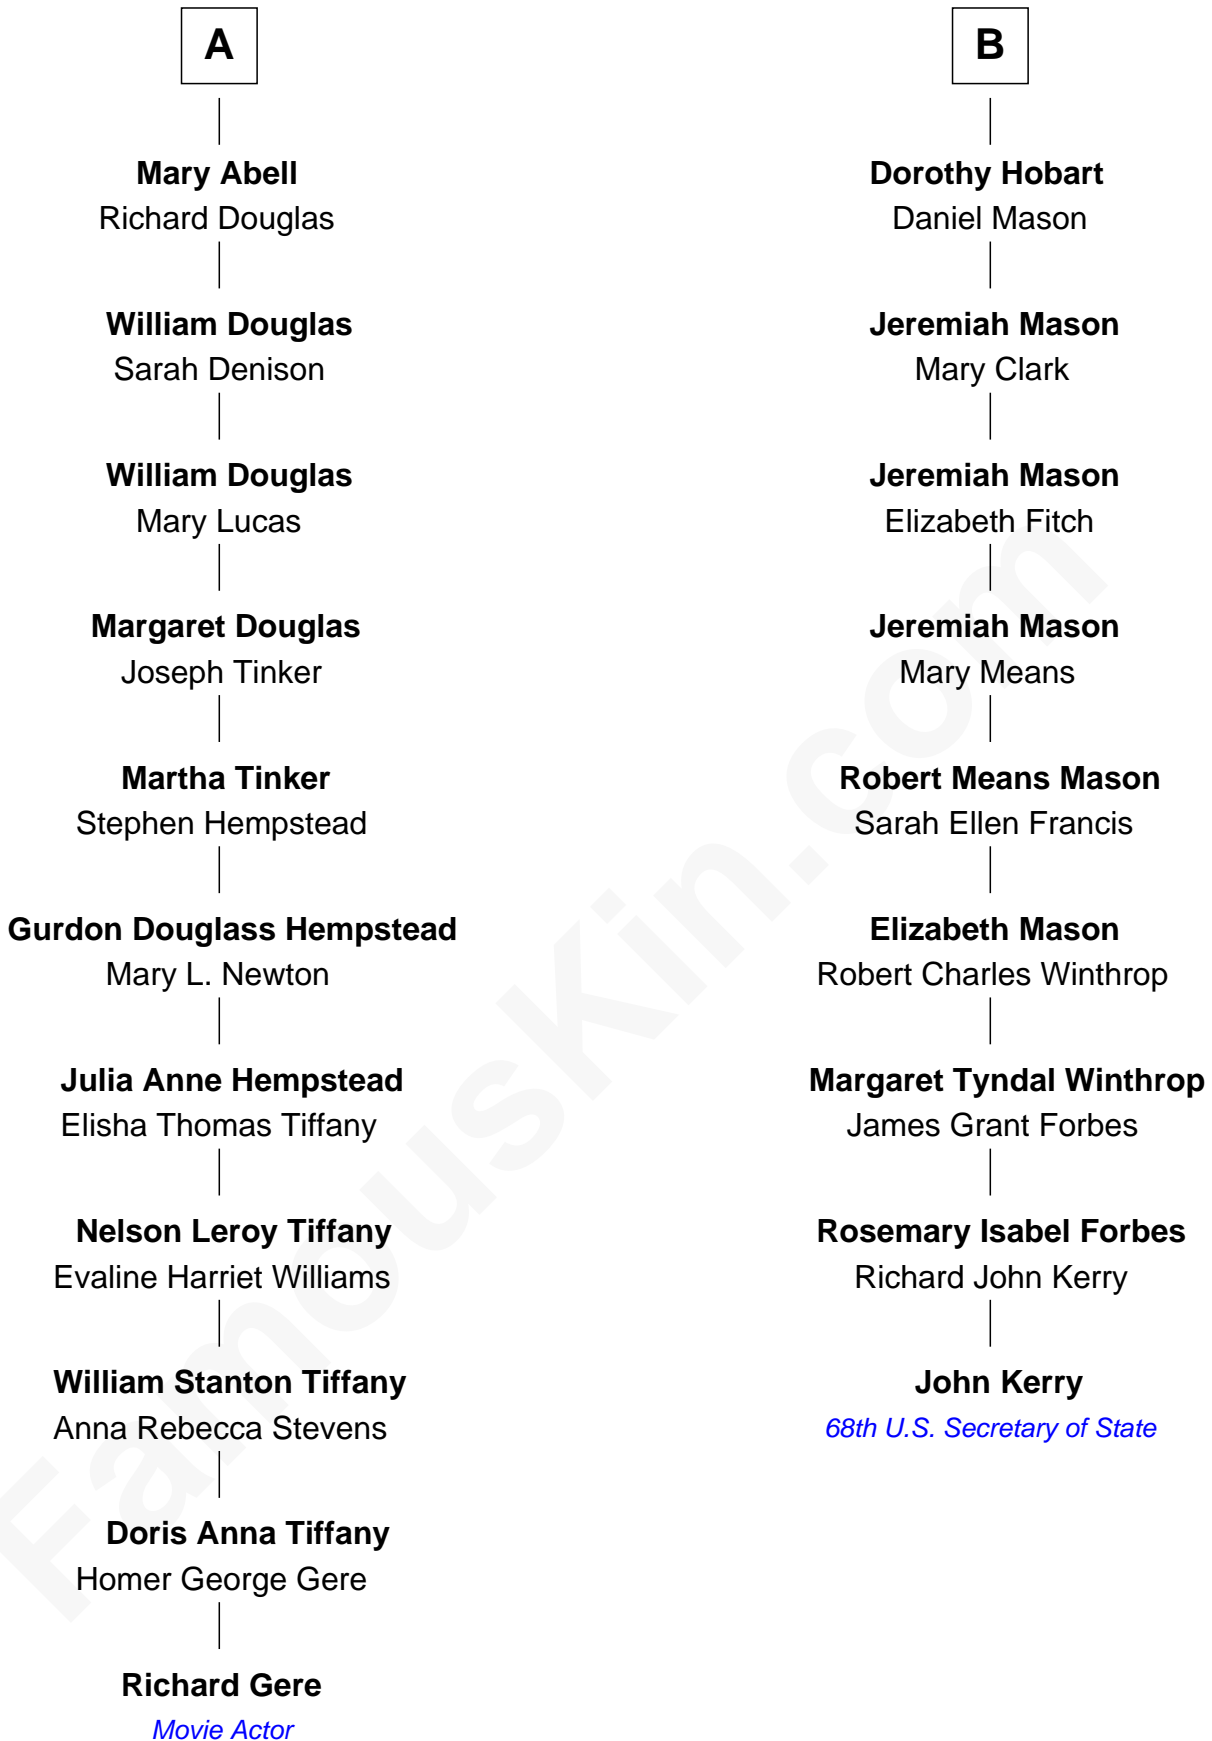 A
Mary Abell
Richard Douglas
William Douglas
Sarah Denison
William Douglas
Mary Lucas
Margaret Douglas
Joseph Tinker
Martha Tinker
Stephen Hempstead
Gurdon Douglass Hempstead
Mary L. Newton
Julia Anne Hempstead
Elisha Thomas Tiffany
Nelson Leroy Tiffany
Evaline Harriet Williams
William Stanton Tiffany
Anna Rebecca Stevens
Doris Anna Tiffany
Homer George Gere
Richard Gere
Movie Actor
B
Dorothy Hobart
Daniel Mason
Jeremiah Mason
Mary Clark
Jeremiah Mason
Elizabeth Fitch
Jeremiah Mason
Mary Means
Robert Means Mason
Sarah Ellen Francis
Elizabeth Mason
Robert Charles Winthrop
Margaret Tyndal Winthrop
James Grant Forbes
Rosemary Isabel Forbes
Richard John Kerry
John Kerry
68th U.S. Secretary of State
FamousKin.com